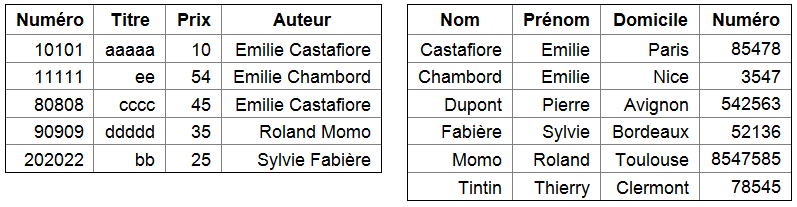 Numéro Titre Prix Auteur
10101 aaaaa 10 Emilie Castafiore
11111 ee 54 Emilie Chambord
80808 cccc 45 Emilie Castafiore
90909 ddddd 35 Roland Momo
202022 bb 25 Sylvie Fabière
Nom Prénom Domicile Numéro
Castafiore Emilie Paris 85478
Chambord Emilie Nice 3547
Dupont Pierre Avignon 542563
Fabière Sylvie Bordeaux 52136
Momo Roland Toulouse 8547585
Tintin Thierry Clermont 78545